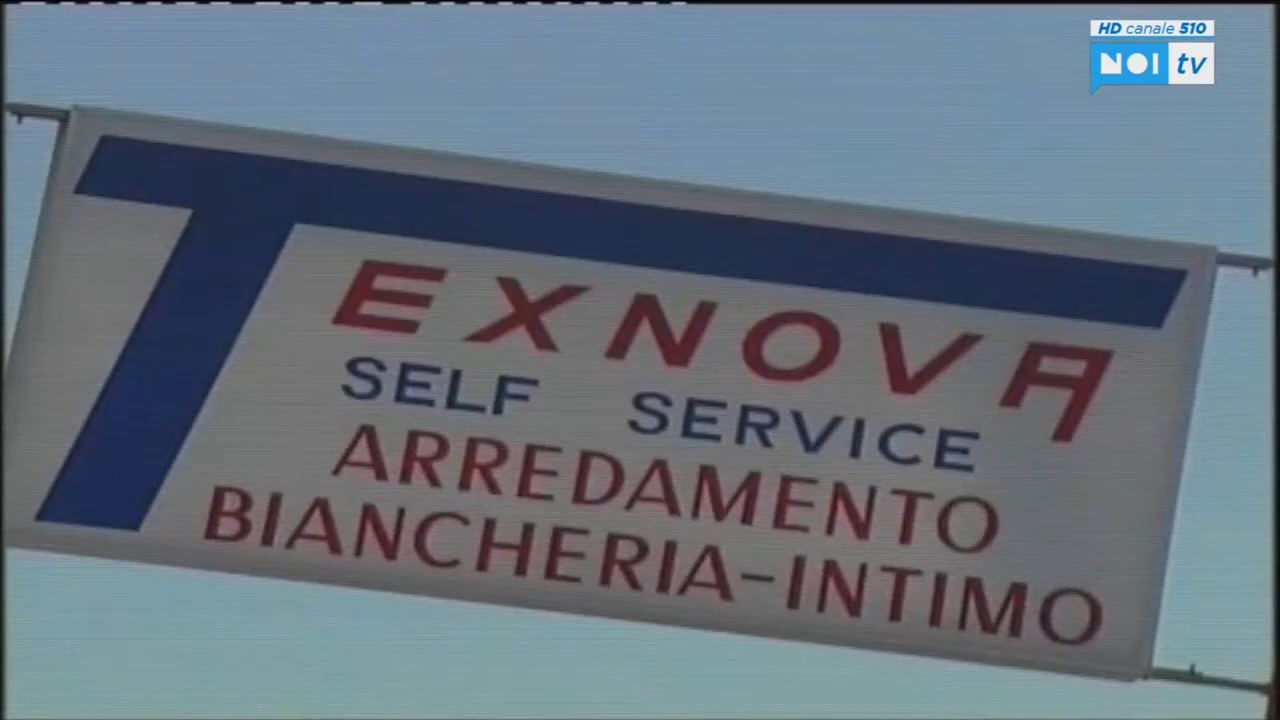 HD canale 510
NOI tv
TEXNOVA
SELF SERVICE
ARREDAMENTO
BIANCHERIA-INTIMO